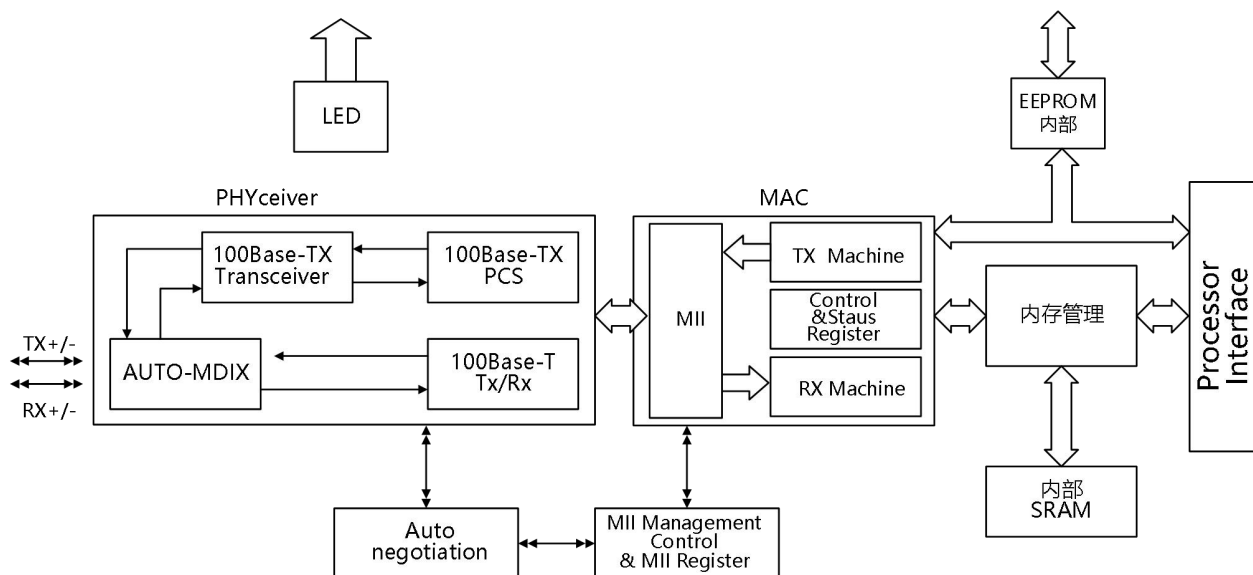 LED
EEPROM
内部
PHYceiver
MAC
100Base-TX
Transceiver
100Base-TX
PCS
TX Machine
MII
Control
&Staus
Register
内存管理
Processor
Interface
TX+/-
RX+/-
AUTO-MDIX
100Base-T
Tx/Rx
RX Machine
内部
SRAM
Auto
negotiation
MII Management
Control
& MII Register